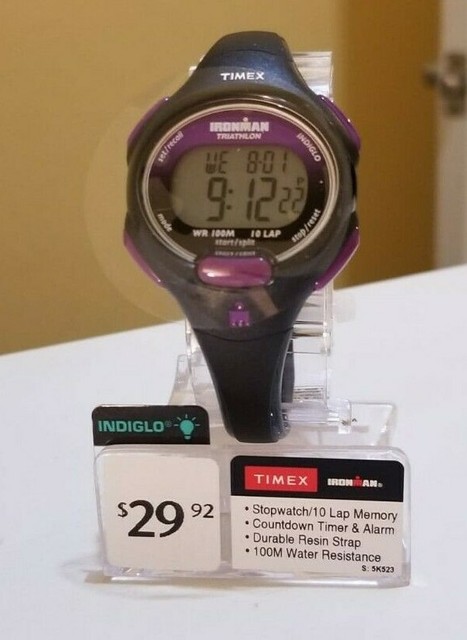 TIMEX
IRONMAN
TRIATHLON
set/recall
INDIGLO
WE 8-01
9:12 22 P
mode
WR 100M 10 LAP
stop/reset
start/split
INDIGLO®
TIMEX IRONMAN®
$29 92
• Stopwatch/10 Lap Memory
• Countdown Timer & Alarm
• Durable Resin Strap
• 100M Water Resistance
S: 5K523